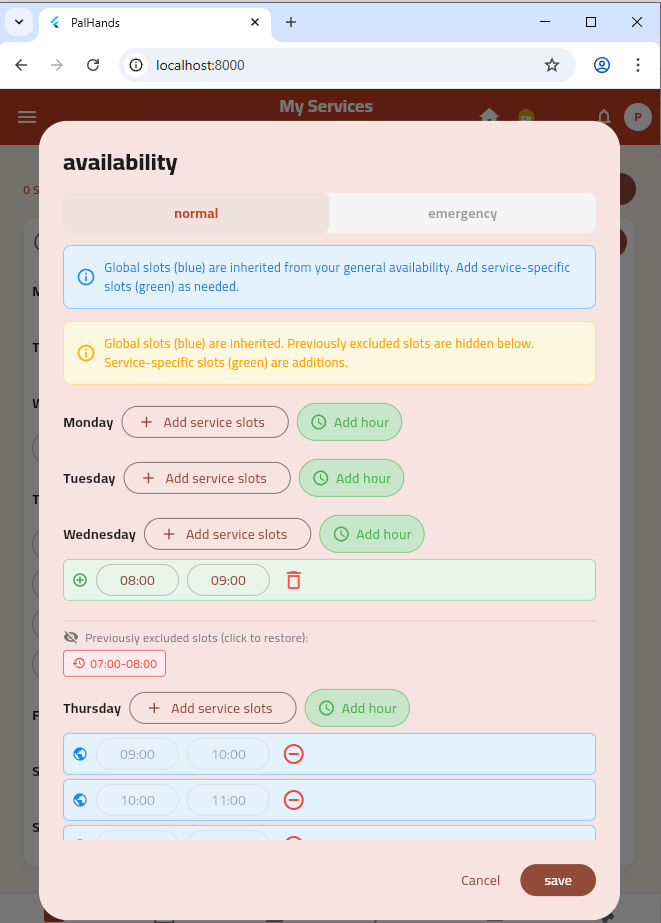 PalHands
localhost:8000
My Services
EN
P
0 S
availability
normal
emergency
Global slots (blue) are inherited from your general availability. Add service-specific
slots (green) as needed.
Global slots (blue) are inherited. Previously excluded slots are hidden below.
Service-specific slots (green) are additions.
Monday
Add service slots
Add hour
Tuesday
Add service slots
Add hour
Wednesday
Add service slots
Add hour
08:00
09:00
Previously excluded slots (click to restore):
07:00-08:00
Thursday
Add service slots
Add hour
09:00
10:00
10:00
11:00
Cancel
save